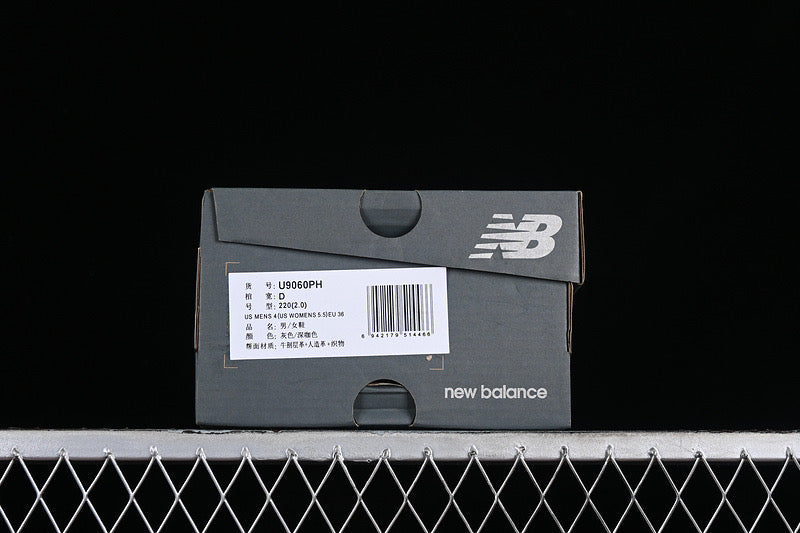 NB
货 号: U9060PH
楦 宽: D
号 型: 220(2.0)
US MENS 4(US WOMENS 5.5)EU 36
品 名: 男/女鞋
颜 色: 灰色/深咖色
帮面材质: 牛剖层革+人造革+织物
6 942179 514466
new balance